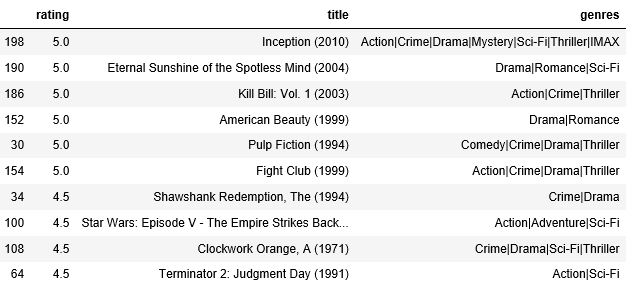 rating title genres
198 5.0 Inception (2010) Action|Crime|Drama|Mystery|Sci-Fi|Thriller|IMAX
190 5.0 Eternal Sunshine of the Spotless Mind (2004) Drama|Romance|Sci-Fi
186 5.0 Kill Bill: Vol. 1 (2003) Action|Crime|Thriller
152 5.0 American Beauty (1999) Drama|Romance
30 5.0 Pulp Fiction (1994) Comedy|Crime|Drama|Thriller
154 5.0 Fight Club (1999) Action|Crime|Drama|Thriller
34 4.5 Shawshank Redemption, The (1994) Crime|Drama
100 4.5 Star Wars: Episode V - The Empire Strikes Back... Action|Adventure|Sci-Fi
108 4.5 Clockwork Orange, A (1971) Crime|Drama|Sci-Fi|Thriller
64 4.5 Terminator 2: Judgment Day (1991) Action|Sci-Fi